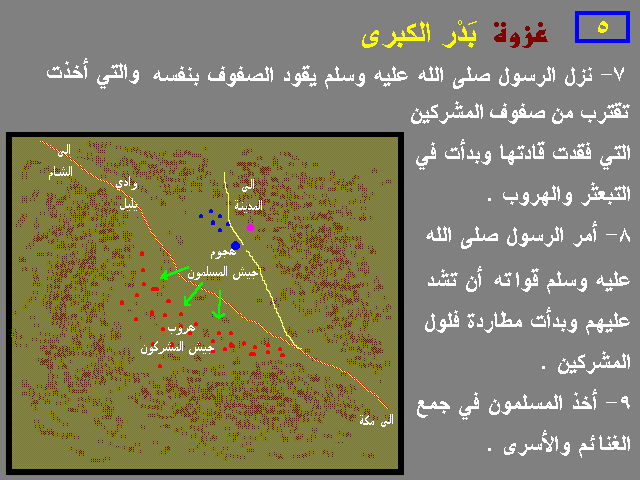 ٥
غزوة بَدْر الكبرى
٧- نزل الرسول صلى الله عليه وسلم يقود الصفوف بنفسه والتي أخذت
تقترب من صفوف المشركين
التي فقدت قادتها وبدأت في
التبعثر والهروب .
٨- أمر الرسول صلى الله
عليه وسلم قواته أن تشد
عليهم وبدأت مطاردة فلول
المشركين .
٩- أخذ المسلمون في جمع
الغنائم والأسرى .
الى
الشام
وادي
يليل
الى
المدينة
هجوم
جيش المسلمون
هروب
جيش المشركون
الى مكة